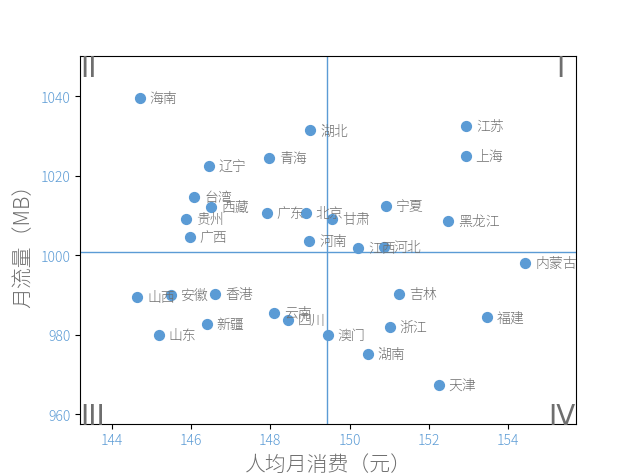 II
I
1040
海南
江苏
湖北
上海
青海
辽宁
1020
台湾
西藏
宁夏
广东
北京
贵州
甘肃
黑龙江
广西
河南
江西
河北
1000
内蒙古
香港
吉林
安徽
山西
云南
四川
福建
新疆
浙江
980
山东
澳门
湖南
天津
960
III
IV
144
146
148
150
152
154
人均月消费（元）
月流量（MB）